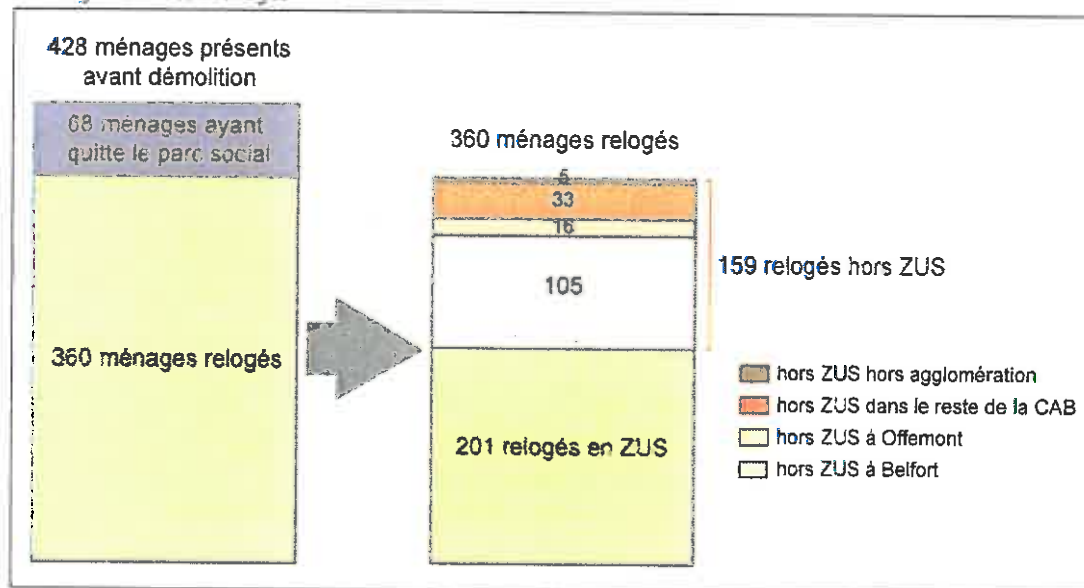 428 ménages présents
avant démolition
68 ménages ayant
quitte le parc social
360 ménages relogés
360 ménages relogés
5
33
16
105
201 relogés en ZUS
159 relogés hors ZUS
hors ZUS hors agglomération
hors ZUS dans le reste de la CAB
hors ZUS à Offemont
hors ZUS à Belfort